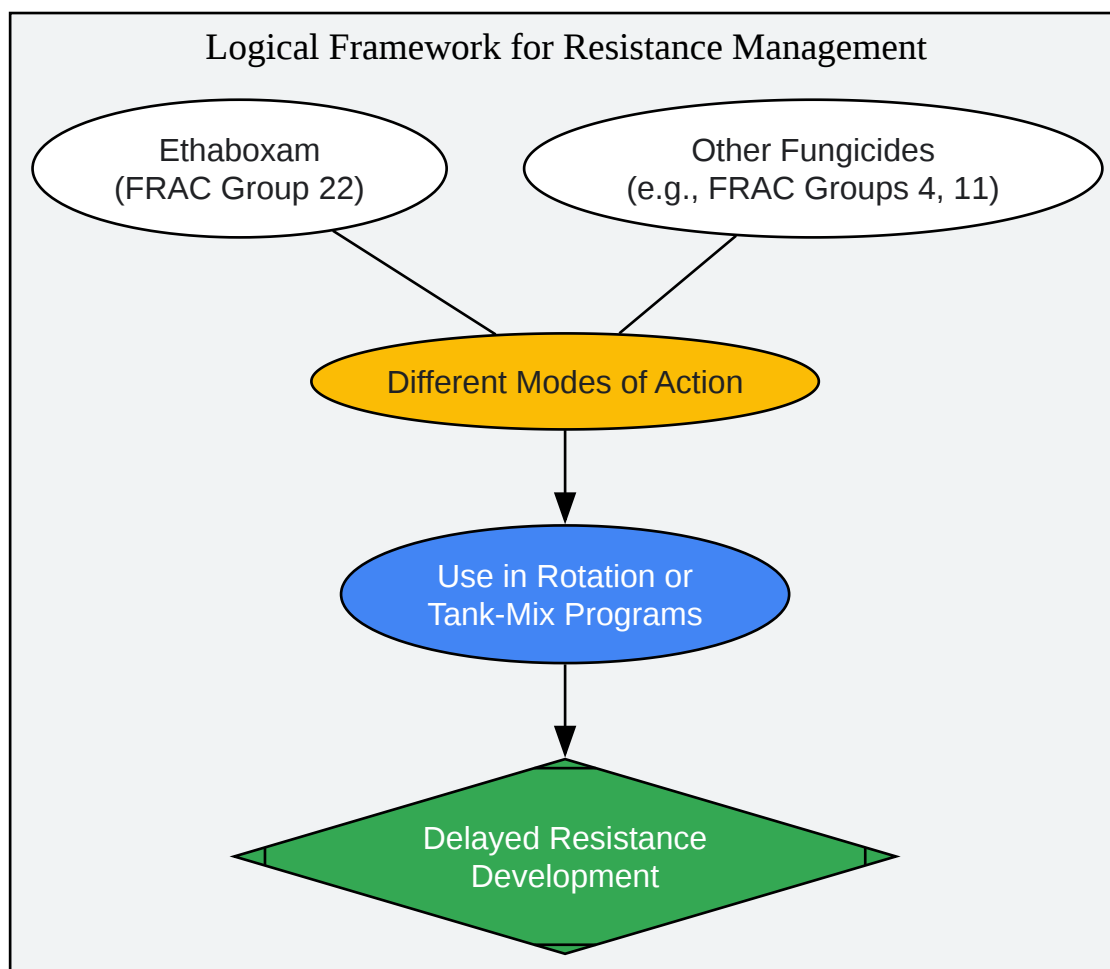 Logical Framework for Resistance Management
Ethaboxam
(FRAC Group 22)
Other Fungicides
(e.g., FRAC Groups 4, 11)
Different Modes of Action
Use in Rotation or
Tank-Mix Programs
Delayed Resistance
Development